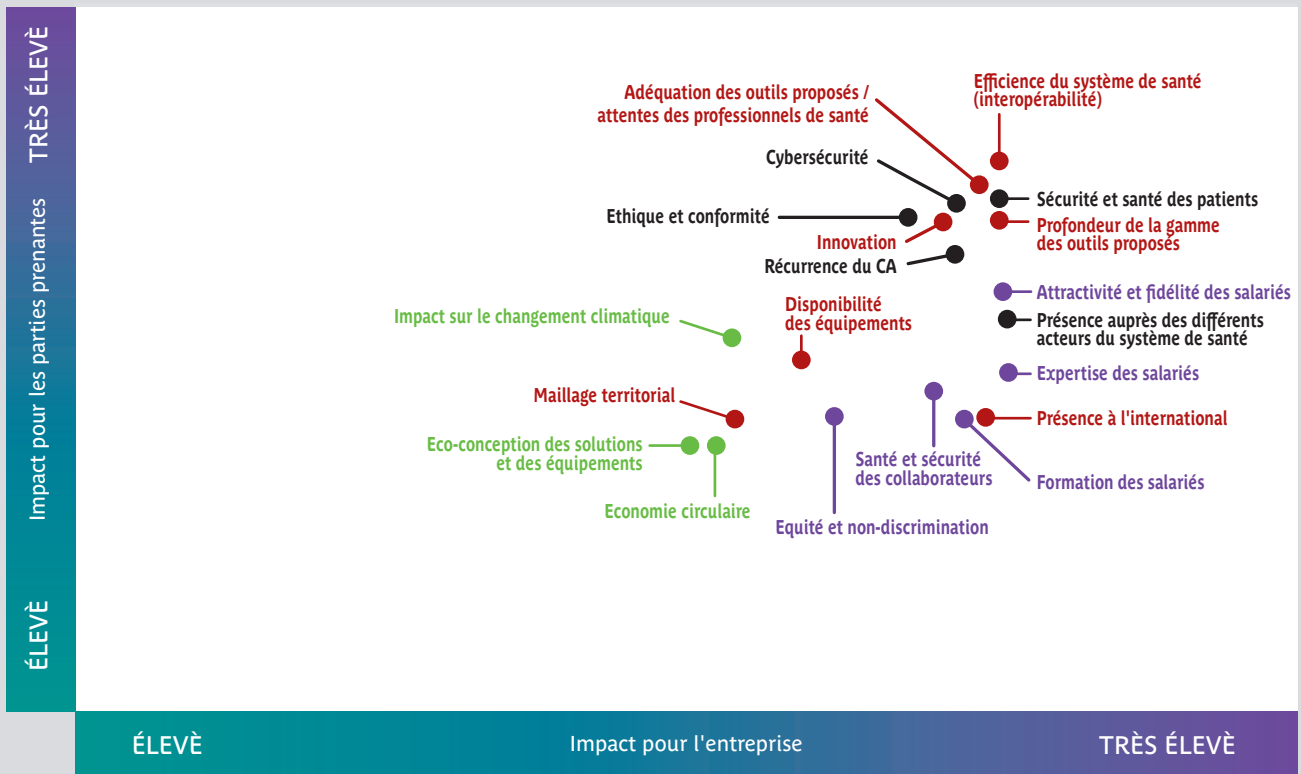 TRÈS ÉLEVÈ
Impact pour les parties prenantes
ÉLEVÈ
Efficience du système de santé
(interopérabilité)
Adéquation des outils proposés /
attentes des professionnels de santé
Cybersécurité
Sécurité et santé des patients
Ethique et conformité
Profondeur de la gamme
des outils proposés
Innovation
Récurrence du CA
Attractivité et fidélité des salariés
Disponibilité
des équipements
Impact sur le changement climatique
Présence auprès des différents
acteurs du système de santé
Expertise des salariés
Maillage territorial
Présence à l'international
Eco-conception des solutions
et des équipements
Santé et sécurité
des collaborateurs
Formation des salariés
Economie circulaire
Equité et non-discrimination
ÉLEVÈ
Impact pour l'entreprise
TRÈS ÉLEVÈ